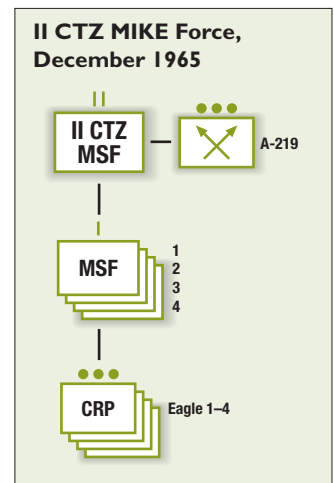 II CTZ MIKE Force,
December 1965
II CTZ
MSF
A-219
MSF
1
2
3
4
CRP
Eagle 1–4